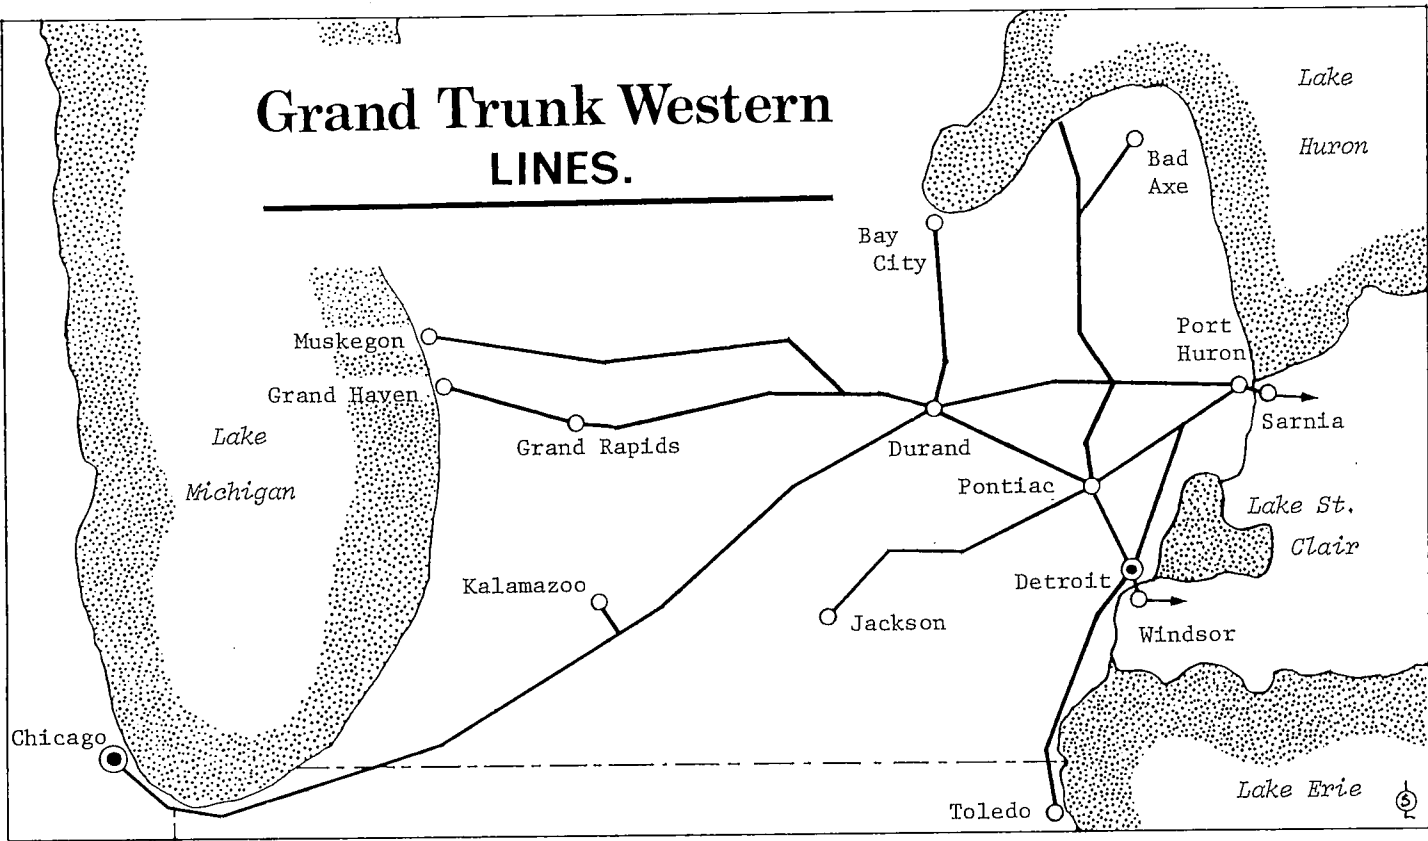 Grand Trunk Western
LINES.
Lake
Huron
Bad
Axe
Bay
City
Port
Huron
Muskegon
Grand Haven
Sarnia
Lake
Michigan
Grand Rapids
Durand
Pontiac
Lake St.
Clair
Kalamazoo
Detroit
Jackson
Windsor
Chicago
Lake Erie
Toledo
S